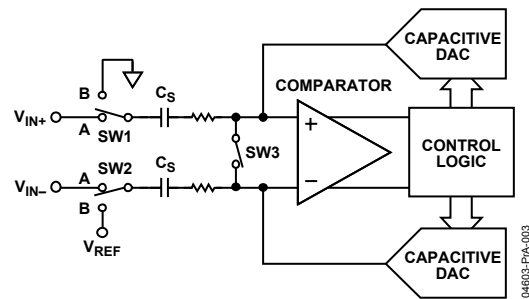 CAPACITIVE
DAC
B
COMPARATOR
CS
VIN+
A
SW1
+
SW3
CONTROL
LOGIC
A
SW2
CS
VIN–
–
B
VREF
CAPACITIVE
DAC
04603-PrA-003